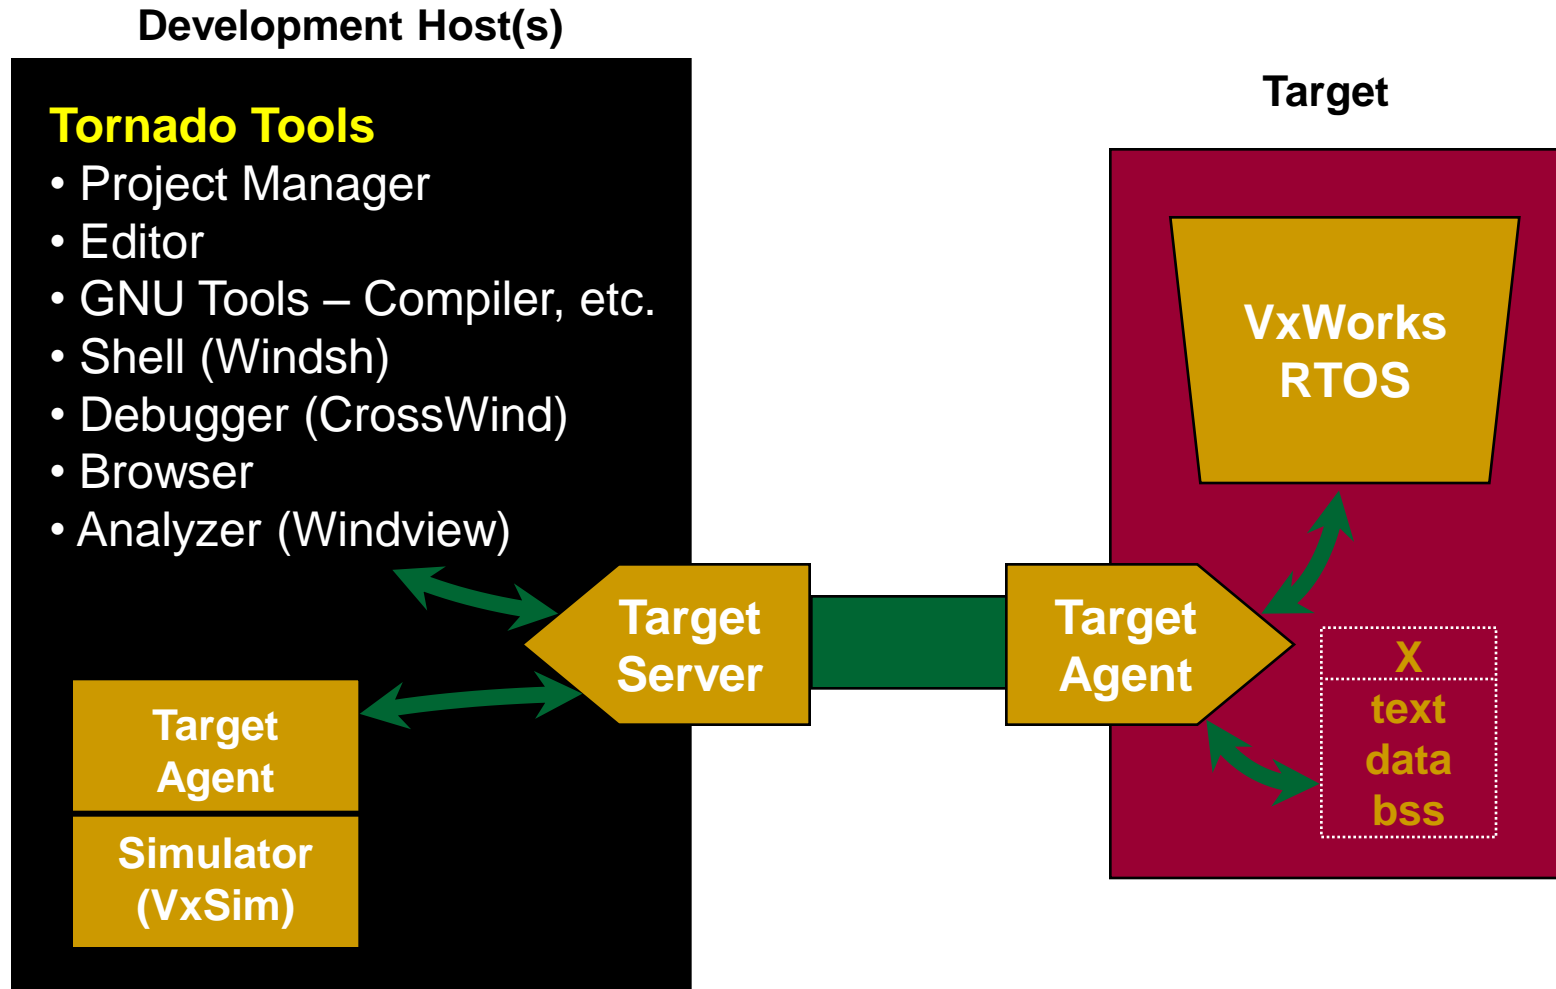 Development Host(s)
Tornado Tools
• Project Manager
• Editor
• GNU Tools – Compiler, etc.
• Shell (Windsh)
• Debugger (CrossWind)
• Browser
• Analyzer (Windview)
Target
Agent
Simulator
(VxSim)
Target
Server
Target
Agent
Target
VxWorks
RTOS
X
text
data
bss